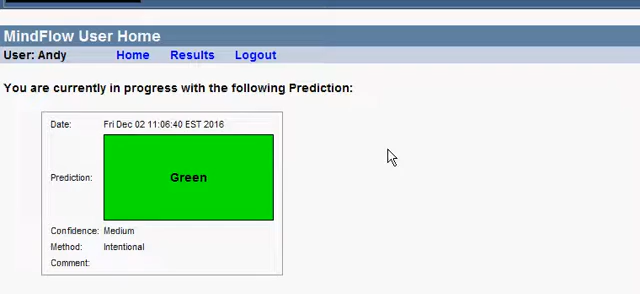 MindFlow User Home
User: Andy Home Results Logout
You are currently in progress with the following Prediction:
Date: Fri Dec 02 11:06:40 EST 2016
Prediction: Green
Confidence: Medium
Method: Intentional
Comment: